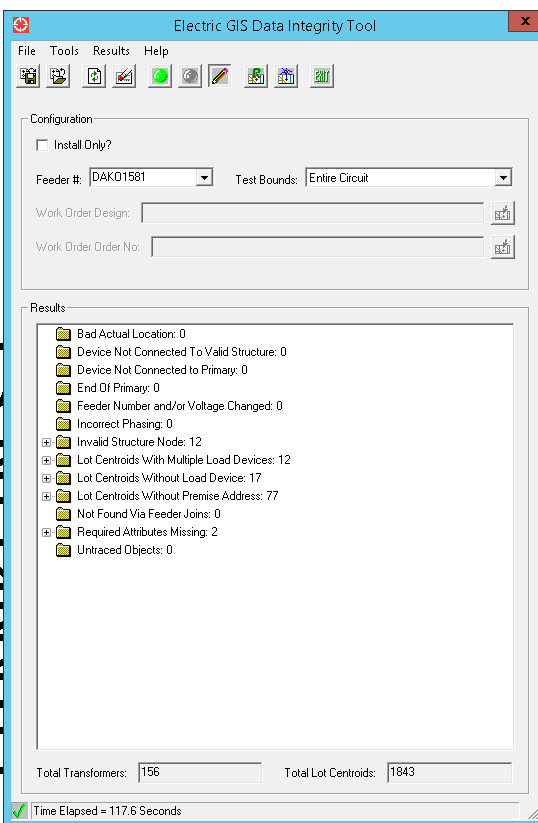 Electric GIS Data Integrity Tool
x
File Tools Results Help
EXIT
Configuration
Install Only?
Feeder #: DAKO1581 Test Bounds: Entire Circuit
Work Order Design:
Work Order Order No:
Results
Bad Actual Location: 0
Device Not Connected To Valid Structure: 0
Device Not Connected to Primary: 0
End Of Primary: 0
Feeder Number and/or Voltage Changed: 0
Incorrect Phasing: 0
Invalid Structure Node: 12
Lot Centroids With Multiple Load Devices: 12
Lot Centroids Without Load Device: 17
Lot Centroids Without Premise Address: 77
Not Found Via Feeder Joins: 0
Required Attributes Missing: 2
Untraced Objects: 0
Total Transformers: 156 Total Lot Centroids: 1843
Time Elapsed = 117.6 Seconds